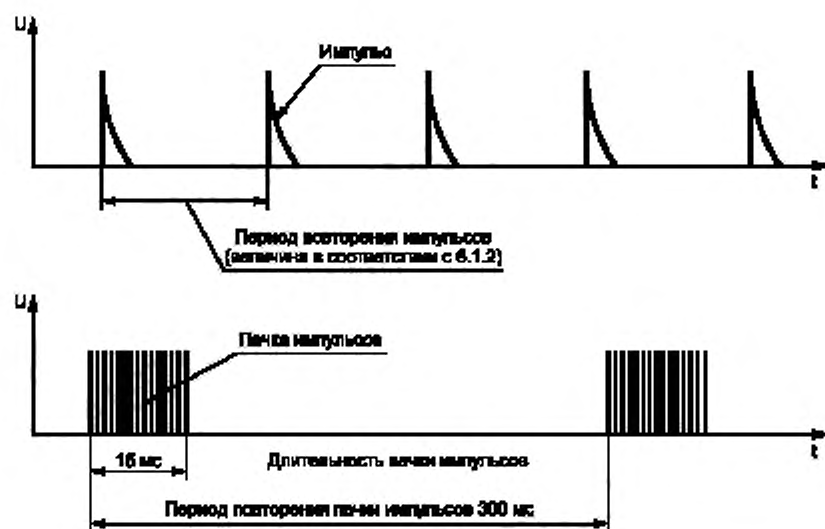 U
Импульс
t
Период повторения импульсов
(величина в соответствии с 6.1.2)
U
Пачка импульсов
t
15 мс
Длительность пачки импульсов
Период повторения пачки импульсов 300 мс